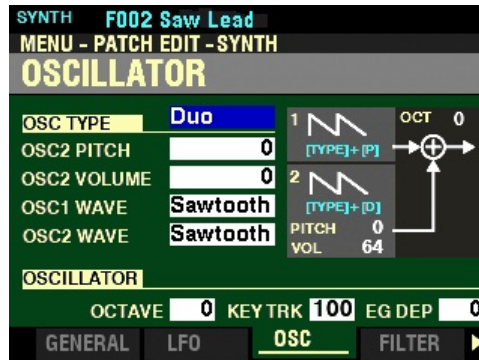 SYNTH F002 Saw Lead
MENU - PATCH EDIT - SYNTH
OSCILLATOR
OSC TYPE Duo
OSC2 PITCH 0
OSC2 VOLUME 0
OSC1 WAVE Sawtooth
OSC2 WAVE Sawtooth
1
[TYPE]+[P]
OCT 0
2
[TYPE]+[D]
PITCH 0
VOL 64
OSCILLATOR
OCTAVE 0 KEY TRK 100 EG DEP 0
GENERAL LFO OSC FILTER